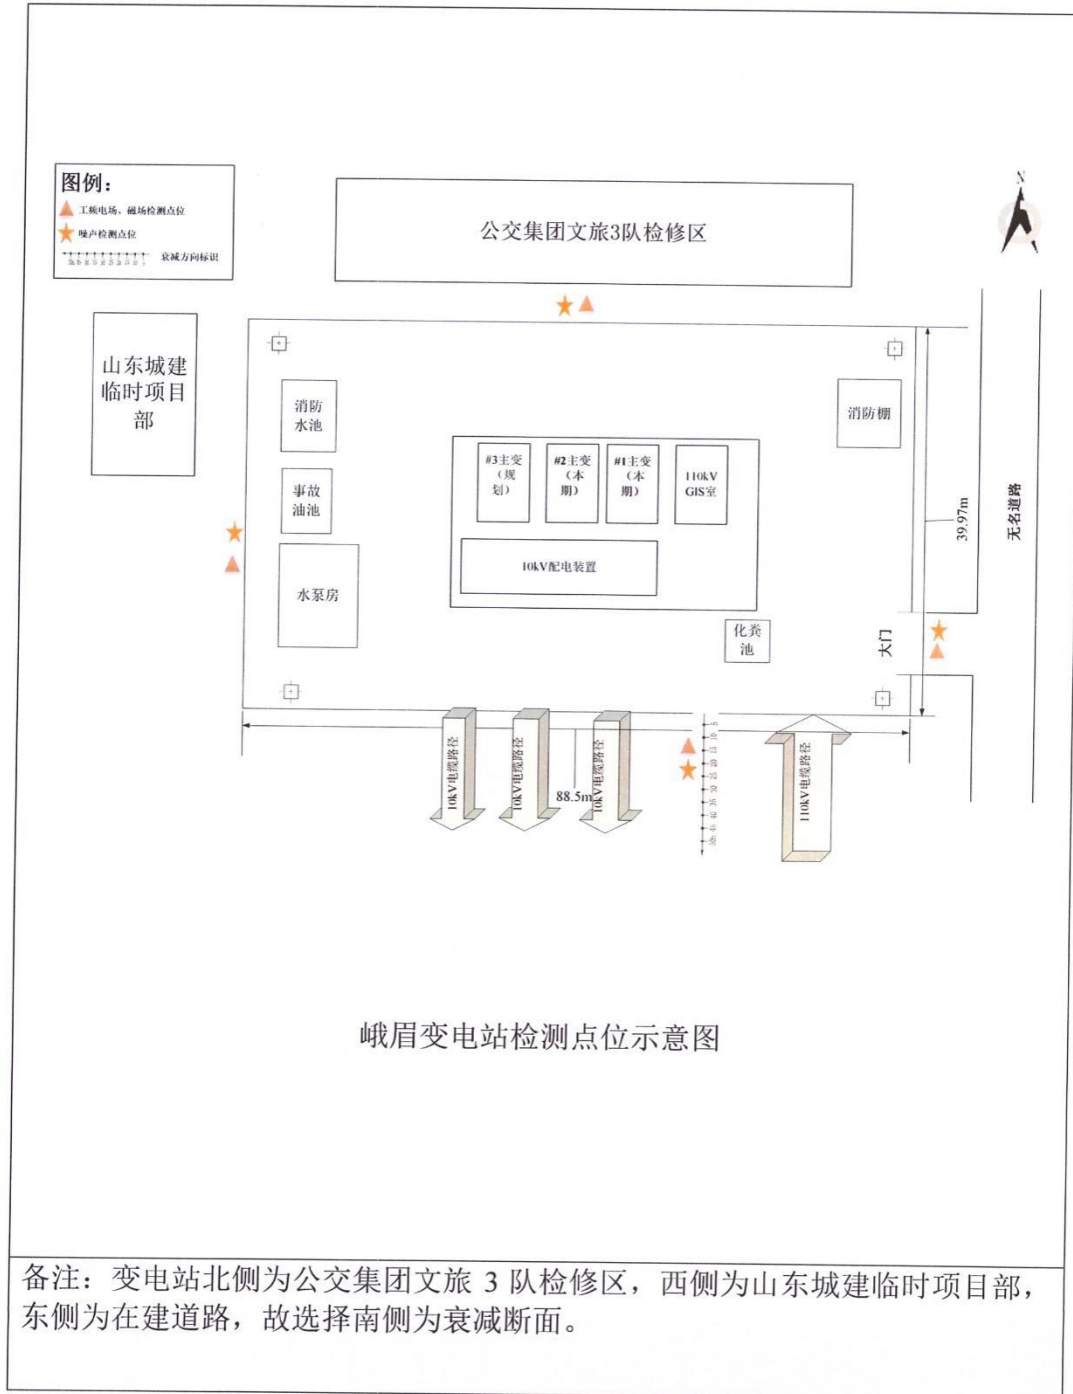 图例：
工频电场、磁场检测点位
噪声检测点位
衰减方向标识
N
公交集团文旅3队检修区
山东城建
临时项目
部
消防
水池
消防棚
#3主变
（规
划）
#2主变
（本
期）
#1主变
（本
期）
110kV
GIS室
事故
油池
39.97m
无名道路
10kV配电装置
水泵房
化粪
池
大门
10kV电缆路径
10kV电缆路径
10kV电缆路径
88.5m
5
10
15
20
25
30
35
40
45
50m
110kV电缆路径
峨眉变电站检测点位示意图
备注：变电站北侧为公交集团文旅 3 队检修区，西侧为山东城建临时项目部，
东侧为在建道路，故选择南侧为衰减断面。